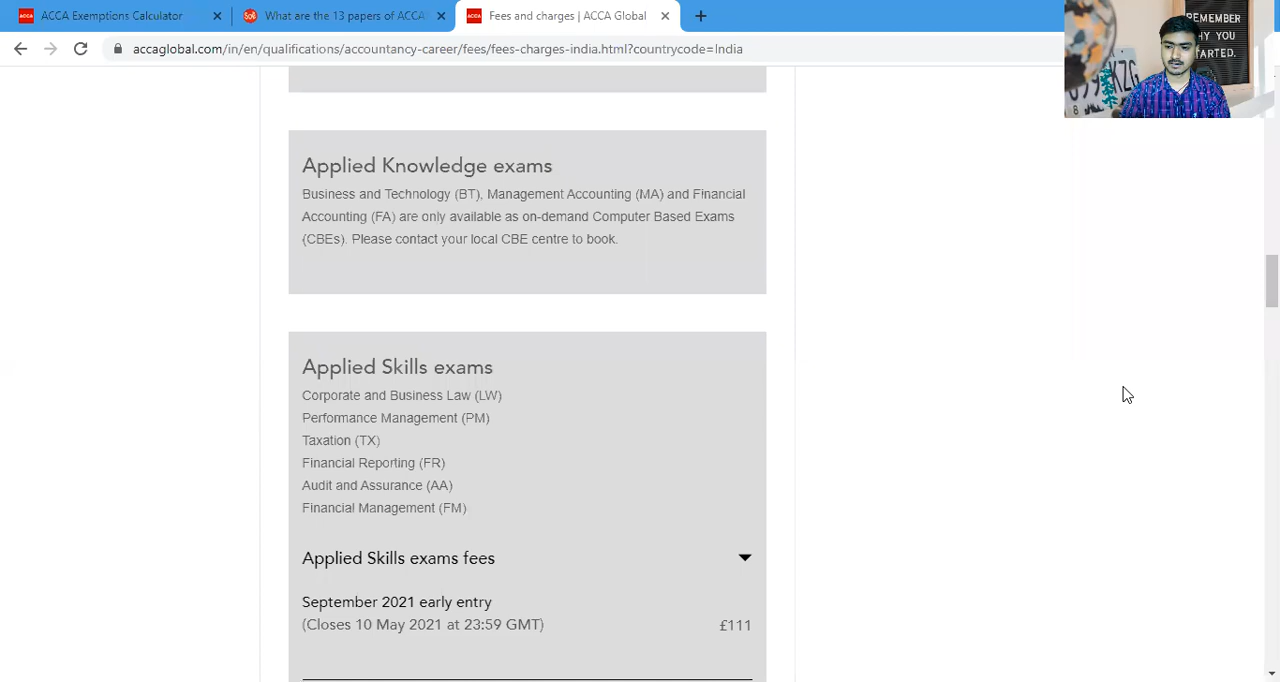 ACCA Exemptions Calculator
What are the 13 papers of ACCA
Fees and charges | ACCA Global
accaglobal.com/in/en/qualifications/accountancy-career/fees/fees-charges-india.html?countrycode=India
REMEMBER
WHY YOU
STARTED.
Applied Knowledge exams
Business and Technology (BT), Management Accounting (MA) and Financial
Accounting (FA) are only available as on-demand Computer Based Exams
(CBEs). Please contact your local CBE centre to book.
Applied Skills exams
Corporate and Business Law (LW)
Performance Management (PM)
Taxation (TX)
Financial Reporting (FR)
Audit and Assurance (AA)
Financial Management (FM)
Applied Skills exams fees
September 2021 early entry
(Closes 10 May 2021 at 23:59 GMT) £111